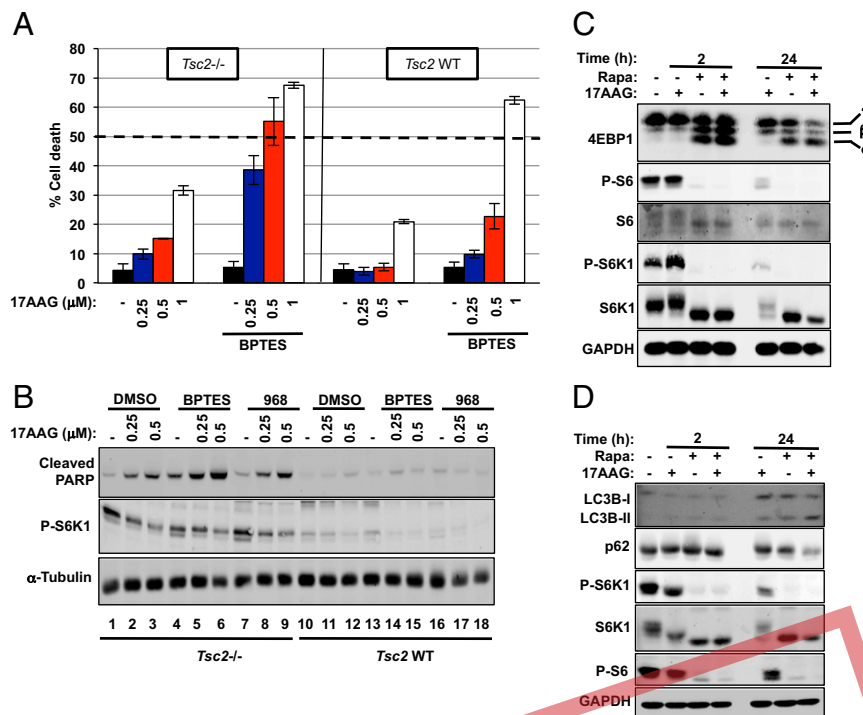 A
80
70
60
50
40
30
20
10
0
% Cell death
Tsc2-/-
Tsc2 WT
17AAG (µM): - 0.25 0.5 1 - 0.25 0.5 1 - 0.25 0.5 1 - 0.25 0.5 1
BPTES BPTES
B
DMSO BPTES 968 DMSO BPTES 968
17AAG (µM): - 0.25 0.5 - 0.25 0.5 - 0.25 0.5 - 0.25 0.5 - 0.25 0.5 - 0.25 0.5
Cleaved
PARP
P-S6K1
α-Tubulin
1 2 3 4 5 6 7 8 9 10 11 12 13 14 15 16 17 18
Tsc2-/- Tsc2 WT
C
Time (h): 2 24
Rapa: - - + + - + +
17AAG: - + - + + - +
4EBP1
P-S6
S6
P-S6K1
S6K1
GAPDH
D
Time (h): 2 24
Rapa: - - + + - + +
17AAG: - + - + + - +
LC3B-I
LC3B-II
p62
P-S6K1
S6K1
P-S6
GAPDH